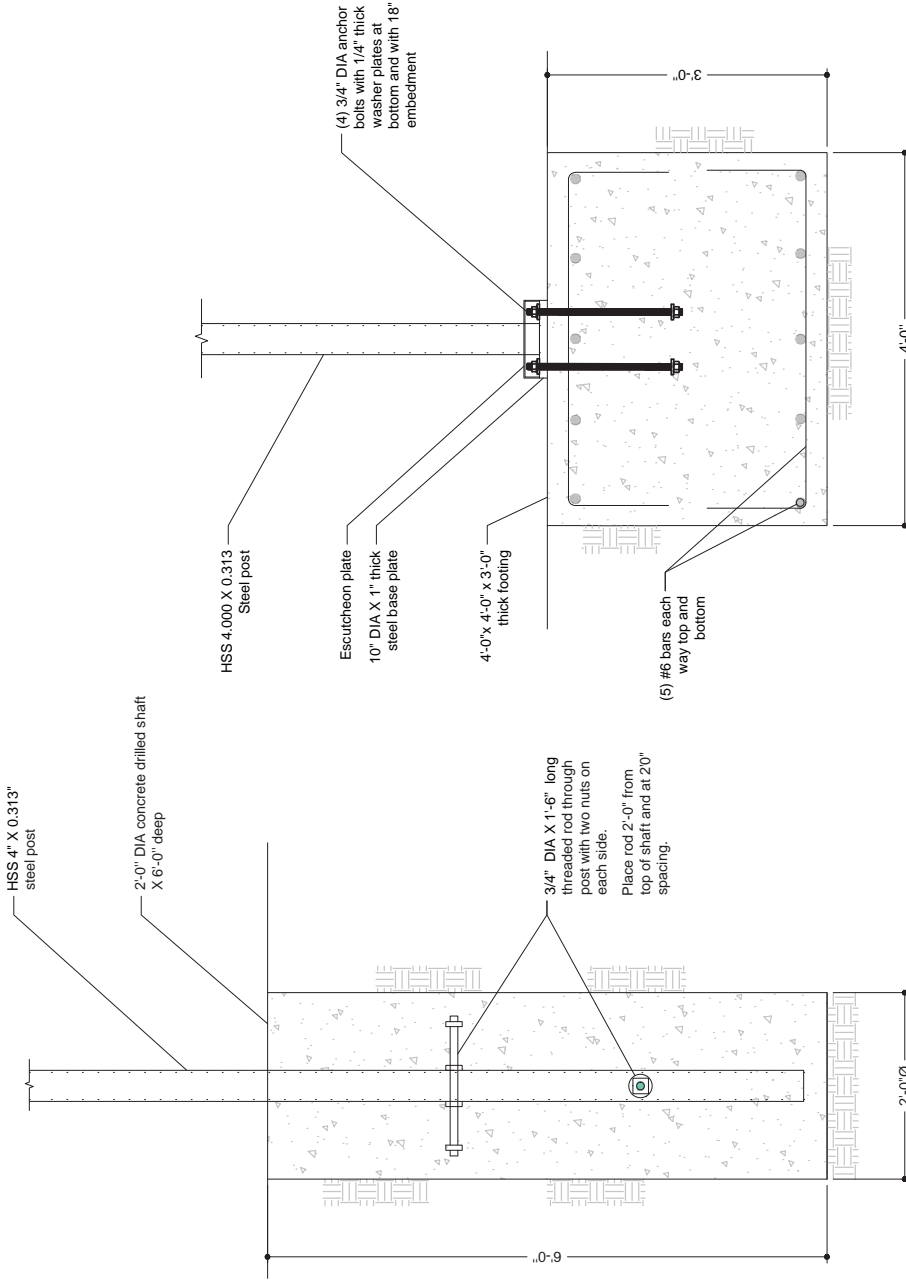 HSS 4" X 0.313"
steel post
2'-0" DIA concrete drilled shaft
X 6'-0" deep
3/4" DIA X 1'-6" long
threaded rod through
post with two nuts on
each side.
Place rod 2'-0" from
top of shaft and at 2'0"
spacing.
6'-0"
2'-0"Ø
HSS 4.000 X 0.313
Steel post
Escutcheon plate
10" DIA X 1" thick
steel base plate
4'-0"x 4'-0" x 3'-0"
thick footing
(5) #6 bars each
way top and
bottom
(4) 3/4" DIA anchor
bolts with 1/4" thick
washer plates at
bottom and with 18"
embedment
3'-0"
4'-0"